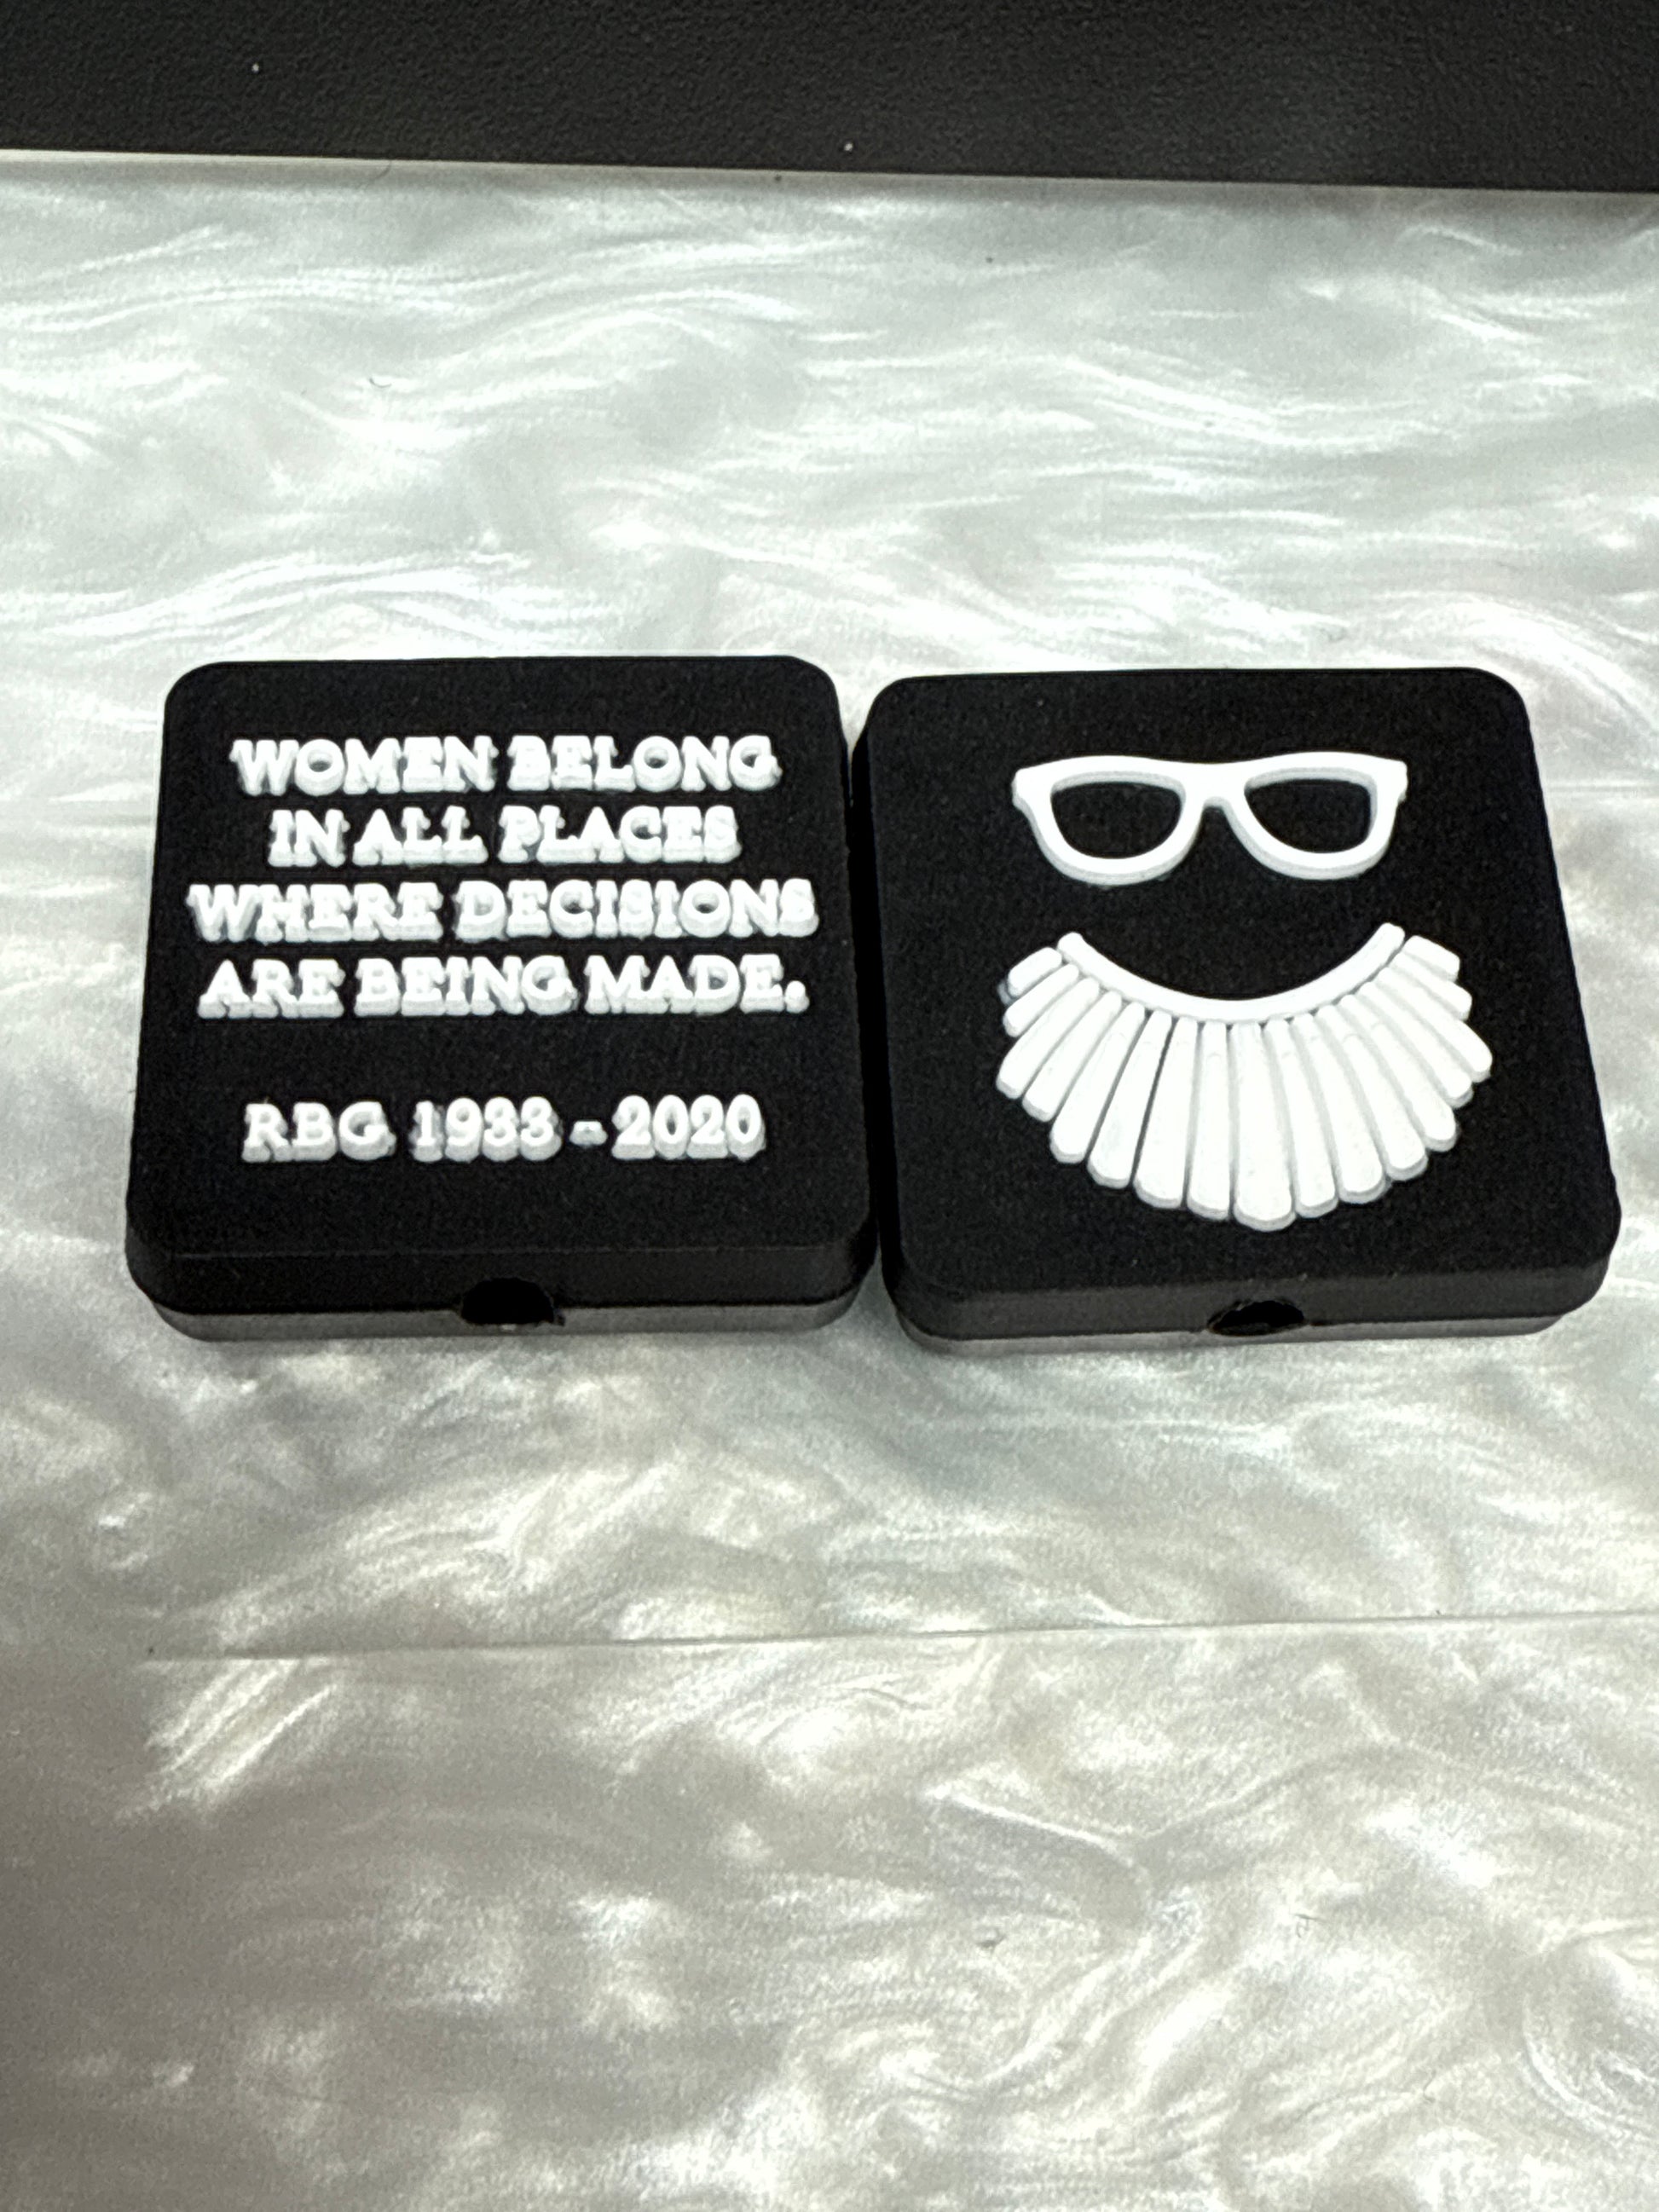 WOMEN BELONG
IN ALL PLACES
WHERE DECISIONS
ARE BEING MADE.
RBG 1933 - 2020